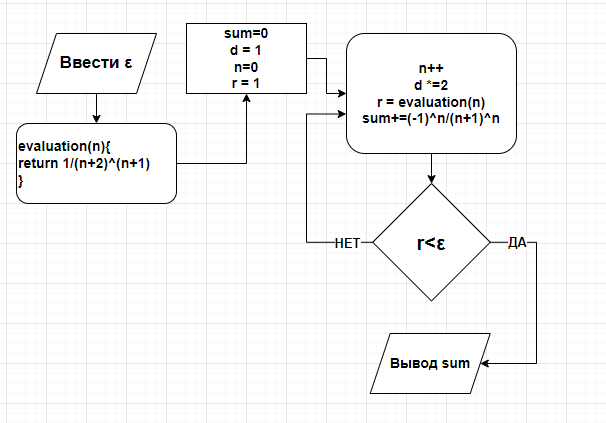 Ввести ε
evaluation(n){
return 1/(n+2)^(n+1)
}
sum=0
d = 1
n=0
r = 1
n++
d *=2
r = evaluation(n)
sum+=(-1)^n/(n+1)^n
r<ε
НЕТ
ДА
Вывод sum